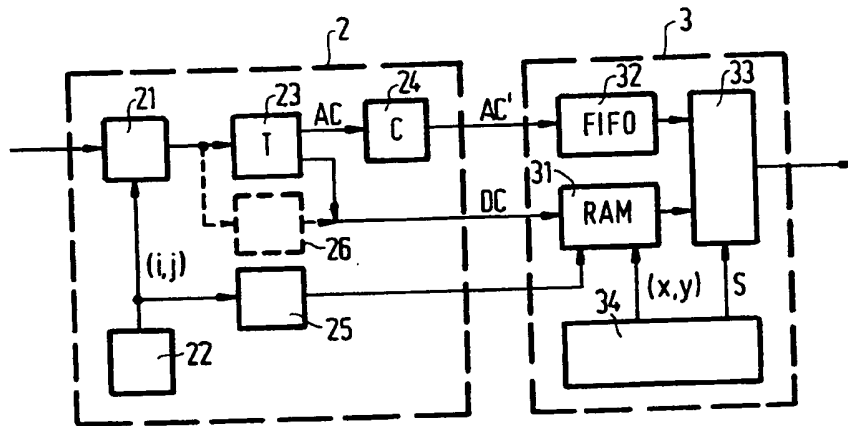 2
3
21
23
AC
24
AC'
32
33
T
C
FIFO
31
DC
RAM
26
(i,j)
(x,y)
S
25
34
22